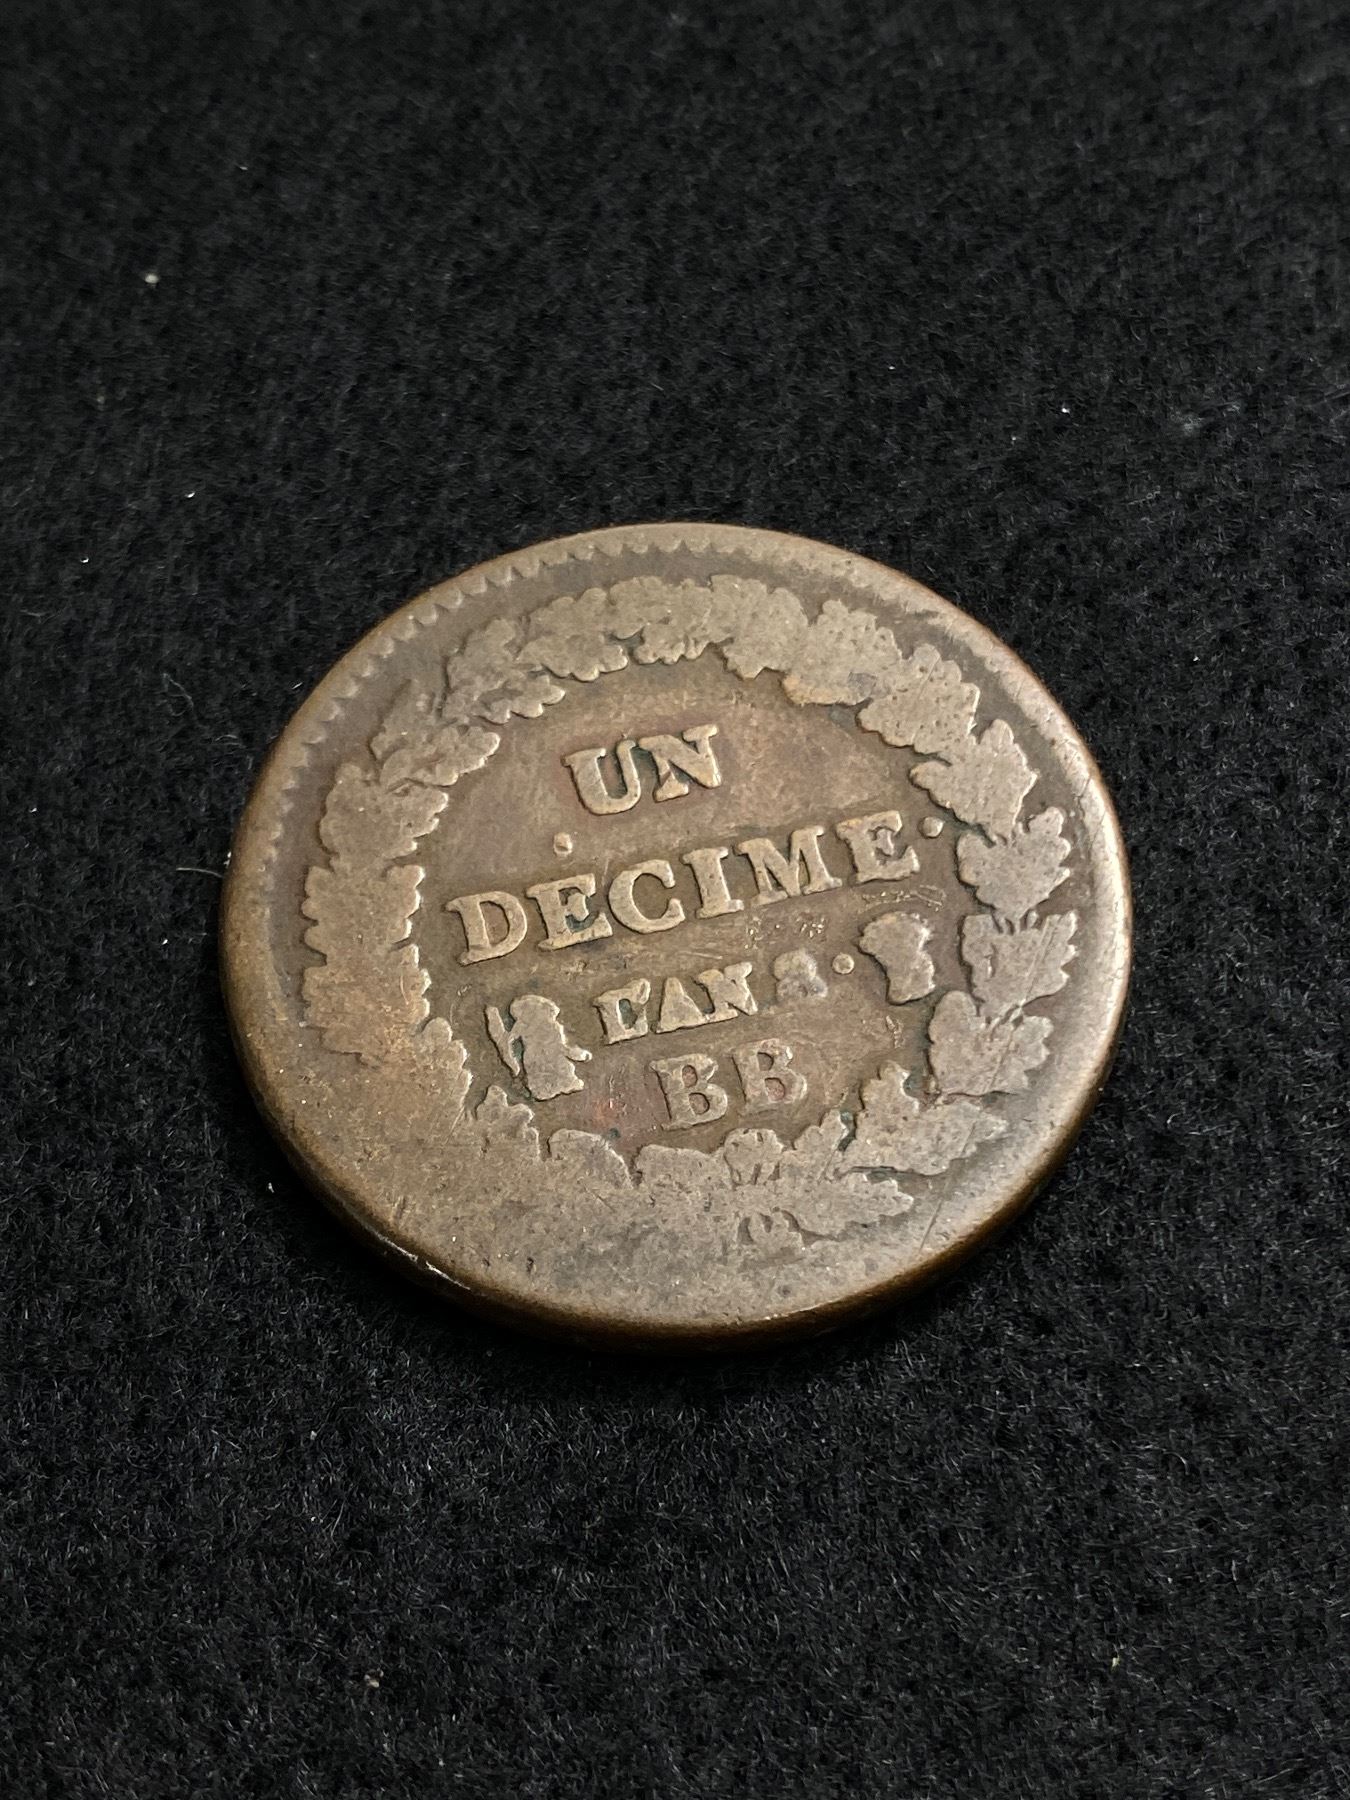 UN
DECIME.
L'AN 8.
BB